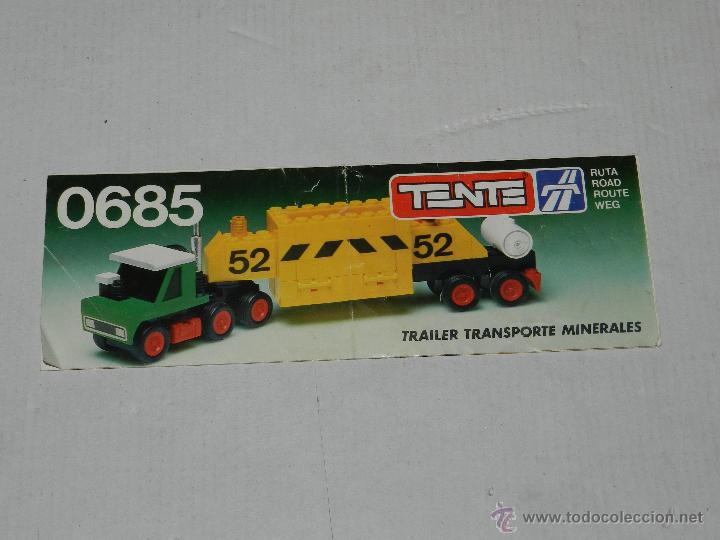 0685
TENTE
RUTA
ROAD
ROUTE
WEG
52
52
TRAILER TRANSPORTE MINERALES
© www.todocoleccion.net